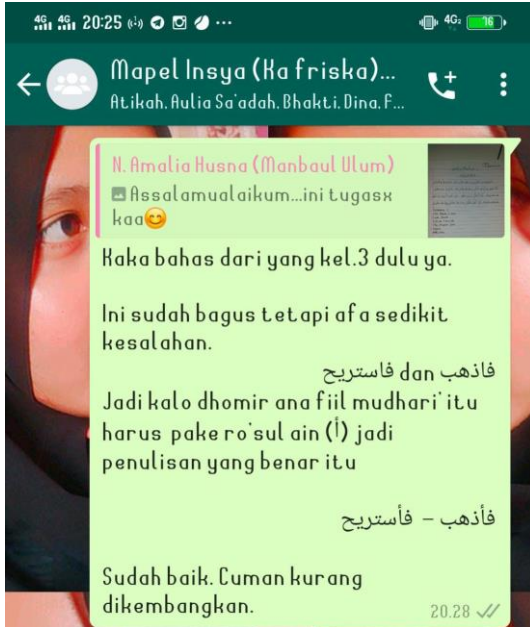 4G 4G 20:25 ...
4G2 16
Mapel Insya (Ka friska)...
Atikah, Aulia Sa'adah, Bhakti, Dina, F...
N. Amalia Husna (Manbaul Ulum)
Assalamualaikum...ini tugasx
kaa😊
Kaka bahas dari yang kel.3 dulu ya.
Ini sudah bagus tetapi afa sedikit
kesalahan.
فاذهب dan فاستريح
Jadi kalo dhomir ana fiil mudhari' itu
harus pake ro'sul ain (أ) jadi
penulisan yang benar itu
فأذهب – فأستريح
Sudah baik. Cuman kurang
dikembangkan.
20.28